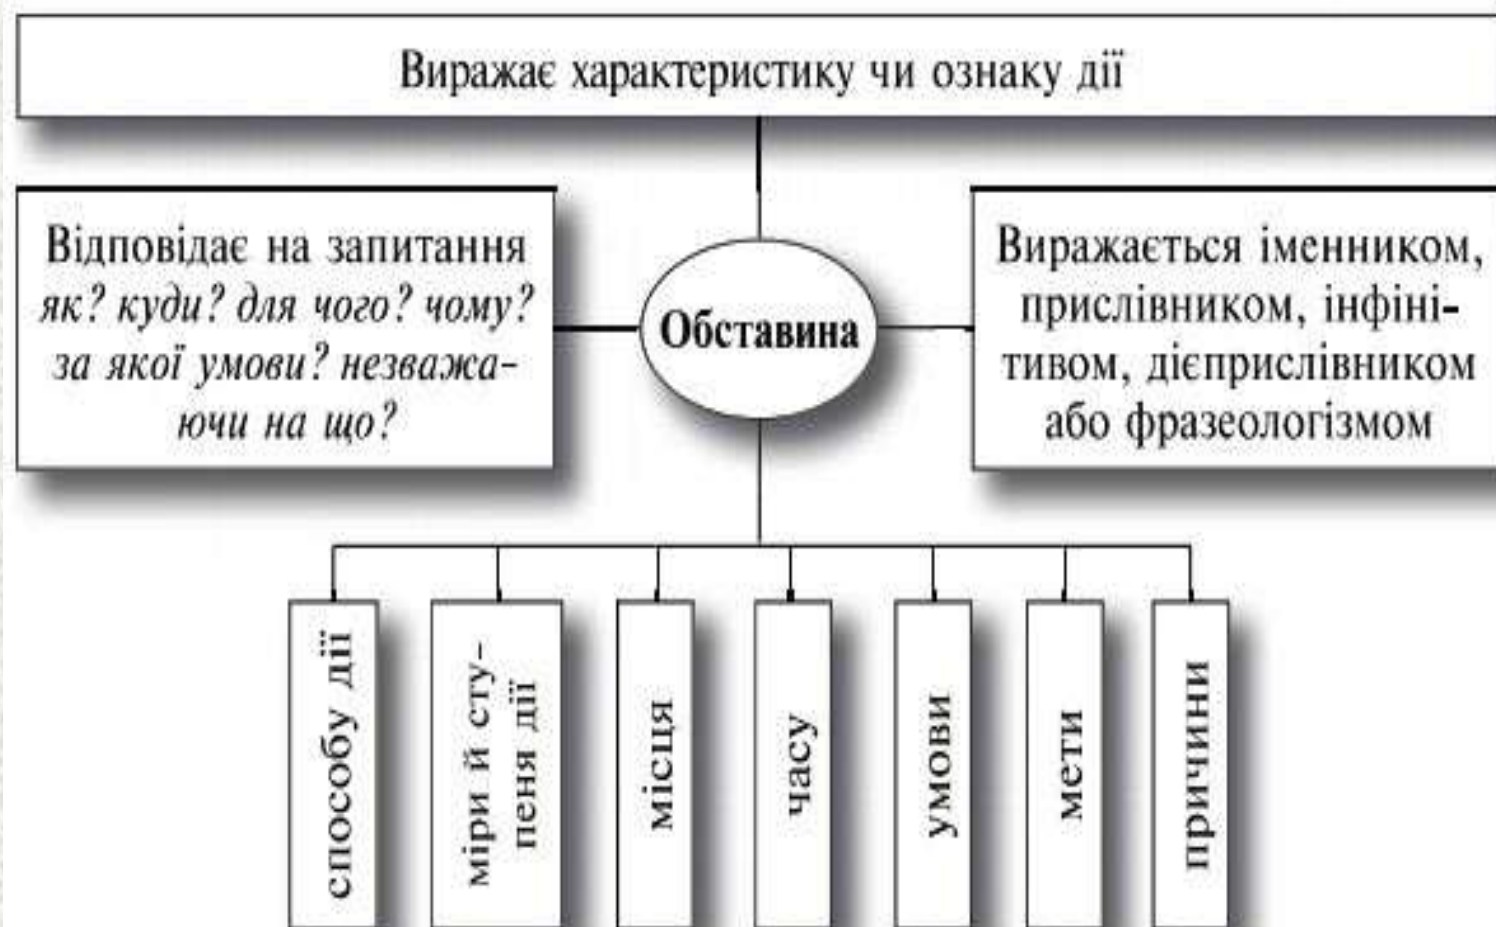 Виражає характеристику чи ознаку дії
Відповідає на запитання
як? куди? для чого? чому?
за якої умови? незважа-
ючи на що?
Обставина
Виражається іменником,
прислівником, інфіні-
тивом, дієприслівником
або фразеологізмом
способу дії
міри й сту-
пеня дії
місця
часу
умови
мети
причини